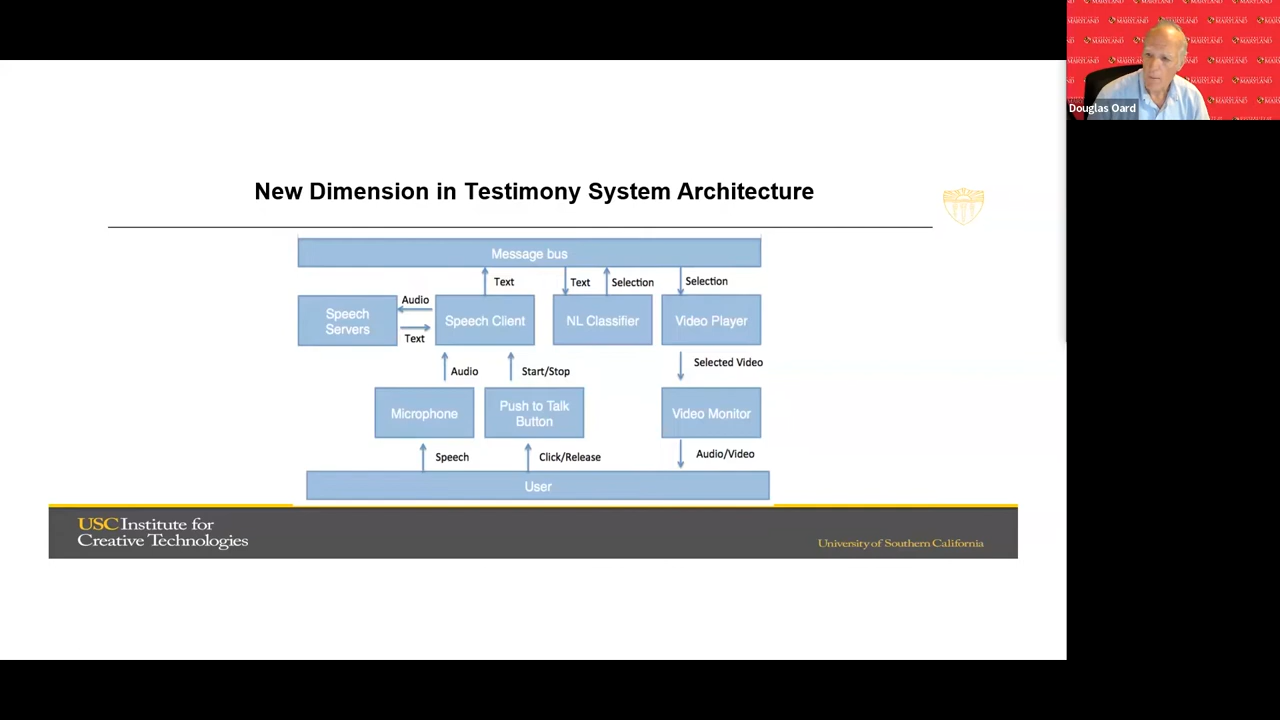 Douglas Oard
New Dimension in Testimony System Architecture
Message bus
Text
Text
Selection
Selection
Speech
Servers
Audio
Text
Speech Client
NL Classifier
Video Player
Audio
Start/Stop
Selected Video
Microphone
Push to Talk
Button
Video Monitor
Speech
Click/Release
Audio/Video
User
USC Institute for
Creative Technologies
University of Southern California
MARYLAND